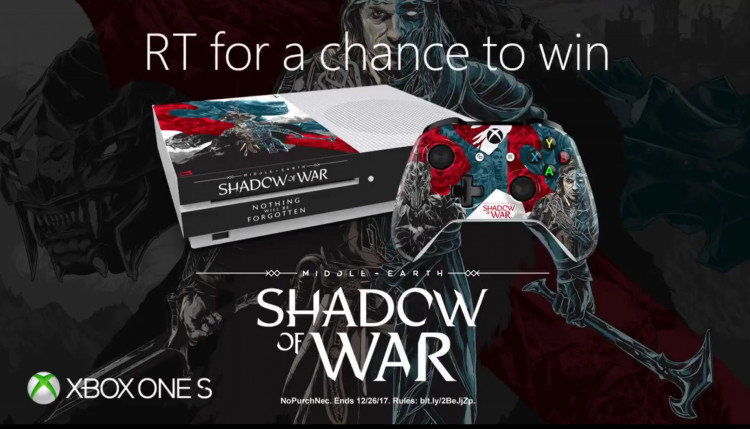 RT for a chance to win
MIDDLE-EARTH
SHADOW OF WAR
NOTHING
WILL BE
FORGOTTEN
X
Y
B
A
SHADOW
OF WAR
MIDDLE-EARTH
SHADOW
OF WAR
XBOX ONE S
NoPurchNec. Ends 12/26/17. Rules: bit.ly/2BeJjZp.